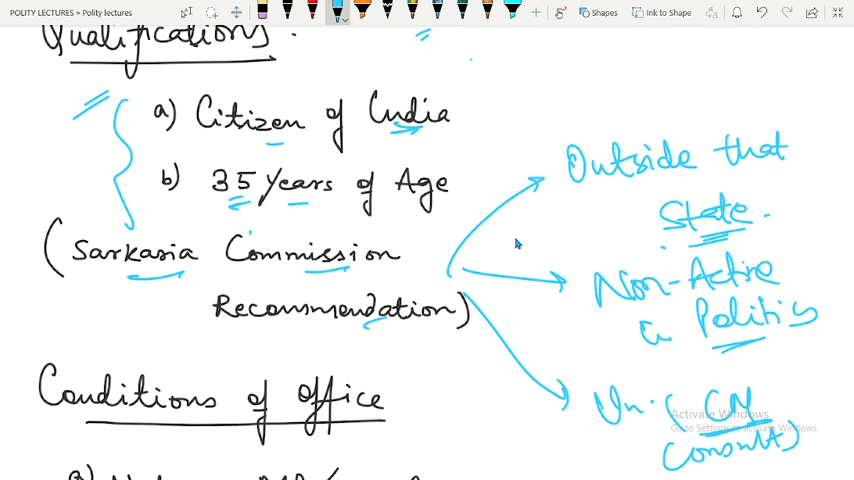 POLITY LECTURES » Polity lectures
Shapes
Ink to Shape
Qualifications.
a) Citizen of India
b) 35 years of Age
(Sarkaria Commission
Recommendation)
Outside that
State.
Non-Active
Politics
(CM
Consult)
Conditions of office
Activate Windows
Go to Settings to activate Windows.